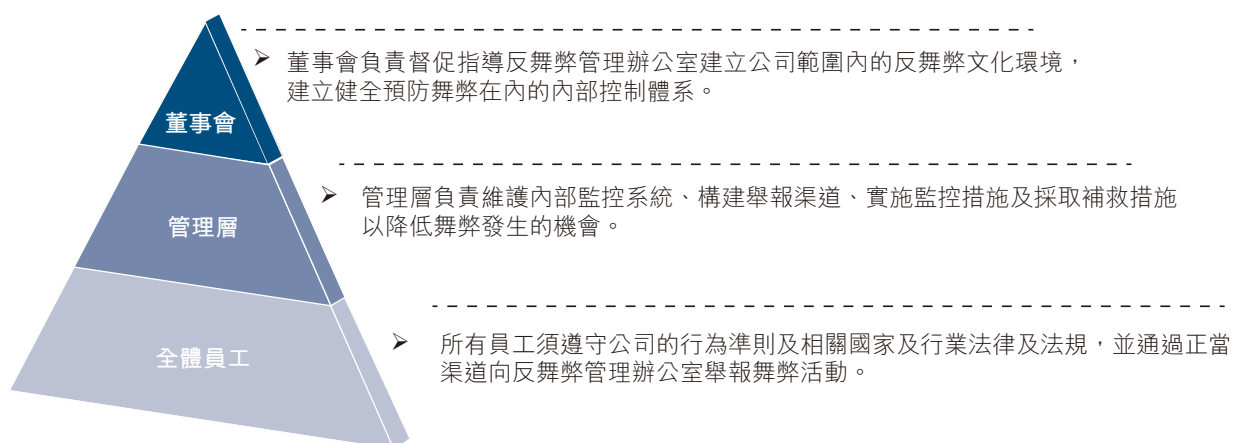 董事會
➢ 董事會負責督促指導反舞弊管理辦公室建立公司範圍內的反舞弊文化環境，
建立健全預防舞弊在內的內部控制體系。
管理層
➢ 管理層負責維護內部監控系統、構建舉報渠道、實施監控措施及採取補救措施
以降低舞弊發生的機會。
全體員工
➢ 所有員工須遵守公司的行為準則及相關國家及行業法律及法規，並通過正當
渠道向反舞弊管理辦公室舉報舞弊活動。